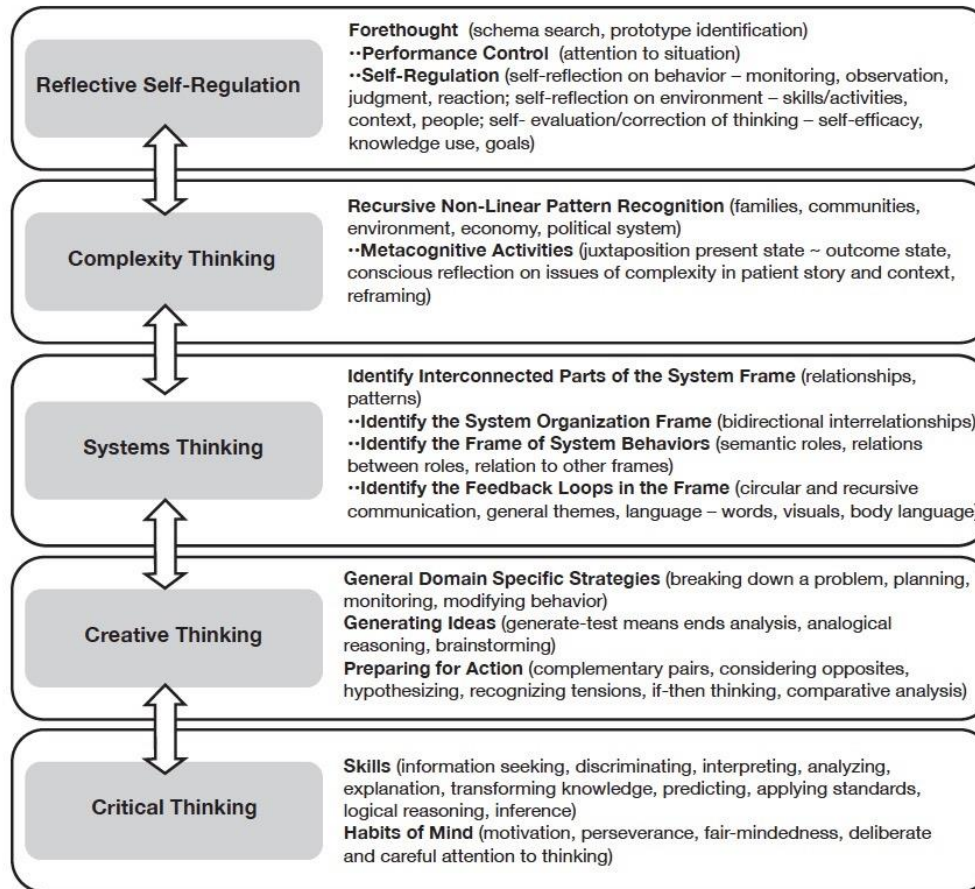 Reflective Self-Regulation
Forethought (schema search, prototype identification)
••Performance Control (attention to situation)
••Self-Regulation (self-reflection on behavior – monitoring, observation,
judgment, reaction; self-reflection on environment – skills/activities,
context, people; self- evaluation/correction of thinking – self-efficacy,
knowledge use, goals)
Complexity Thinking
Recursive Non-Linear Pattern Recognition (families, communities,
environment, economy, political system)
••Metacognitive Activities (juxtaposition present state ~ outcome state,
conscious reflection on issues of complexity in patient story and context,
reframing)
Systems Thinking
Identify Interconnected Parts of the System Frame (relationships,
patterns)
••Identify the System Organization Frame (bidirectional interrelationships)
••Identify the Frame of System Behaviors (semantic roles, relations
between roles, relation to other frames)
••Identify the Feedback Loops in the Frame (circular and recursive
communication, general themes, language – words, visuals, body language)
Creative Thinking
General Domain Specific Strategies (breaking down a problem, planning,
monitoring, modifying behavior)
Generating Ideas (generate-test means ends analysis, analogical
reasoning, brainstorming)
Preparing for Action (complementary pairs, considering opposites,
hypothesizing, recognizing tensions, if-then thinking, comparative analysis)
Critical Thinking
Skills (information seeking, discriminating, interpreting, analyzing,
explanation, transforming knowledge, predicting, applying standards,
logical reasoning, inference)
Habits of Mind (motivation, perseverance, fair-mindedness, deliberate
and careful attention to thinking)